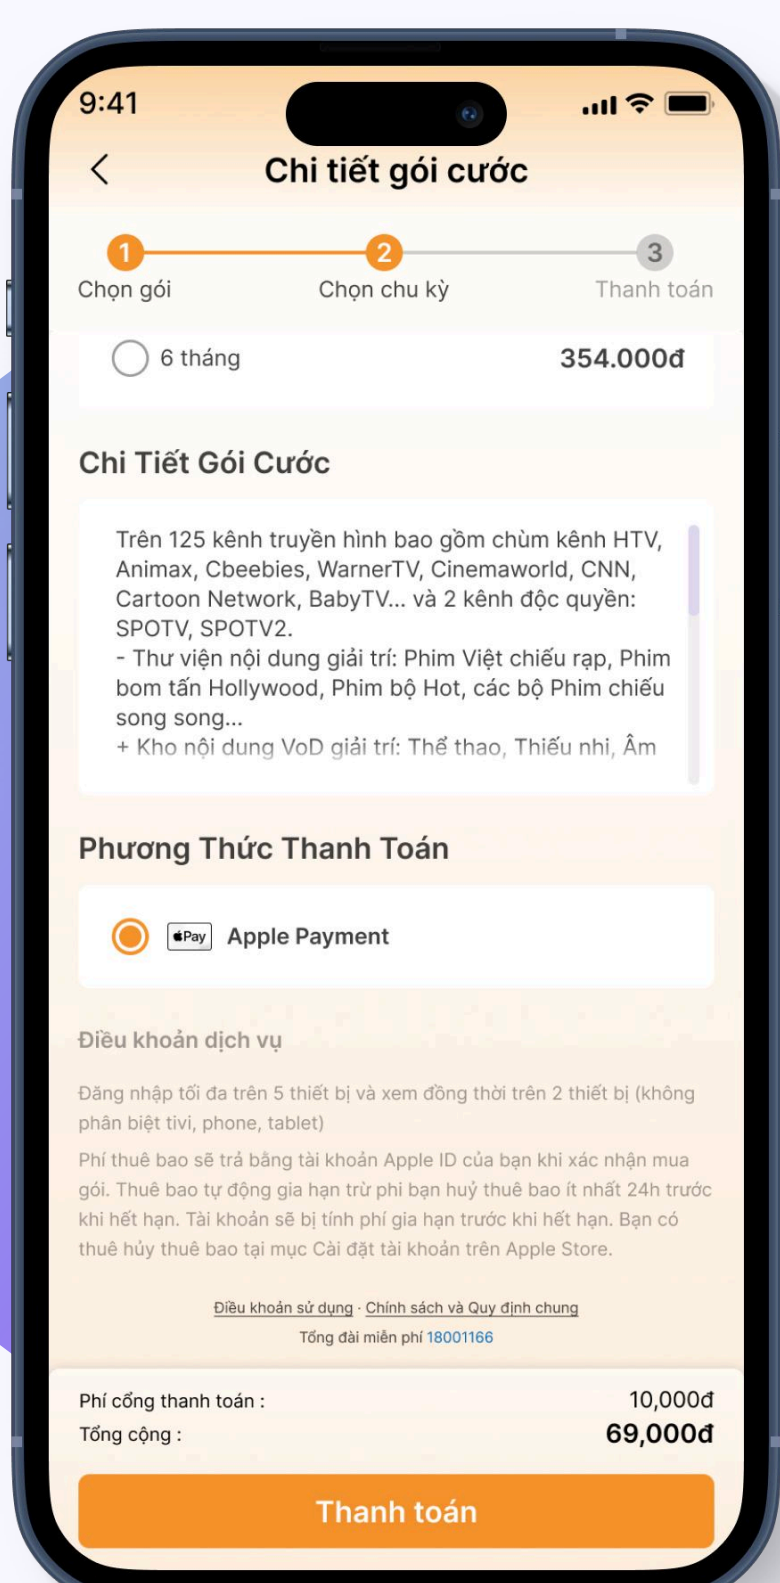 9:41
Chi tiết gói cước
1
2
3
Chọn gói
Chọn chu kỳ
Thanh toán
6 tháng
354.000đ
Chi Tiết Gói Cước
Trên 125 kênh truyền hình bao gồm chùm kênh HTV,
Animax, Cbeebies, WarnerTV, Cinemaworld, CNN,
Cartoon Network, BabyTV... và 2 kênh độc quyền:
SPOTV, SPOTV2.
- Thư viện nội dung giải trí: Phim Việt chiếu rạp, Phim
bom tấn Hollywood, Phim bộ Hot, các bộ Phim chiếu
song song...
+ Kho nội dung VoD giải trí: Thể thao, Thiếu nhi, Âm
Phương Thức Thanh Toán
Pay
Apple Payment
Điều khoản dịch vụ
Đăng nhập tối đa trên 5 thiết bị và xem đồng thời trên 2 thiết bị (không
phân biệt tivi, phone, tablet)
Phí thuê bao sẽ trả bằng tài khoản Apple ID của bạn khi xác nhận mua
gói. Thuê bao tự động gia hạn trừ phi bạn huỷ thuê bao ít nhất 24h trước
khi hết hạn. Tài khoản sẽ bị tính phí gia hạn trước khi hết hạn. Bạn có
thuê hủy thuê bao tại mục Cài đặt tài khoản trên Apple Store.
Điều khoản sử dụng · Chính sách và Quy định chung
Tổng đài miễn phí 18001166
Phí cổng thanh toán :
10,000đ
Tổng cộng :
69,000đ
Thanh toán